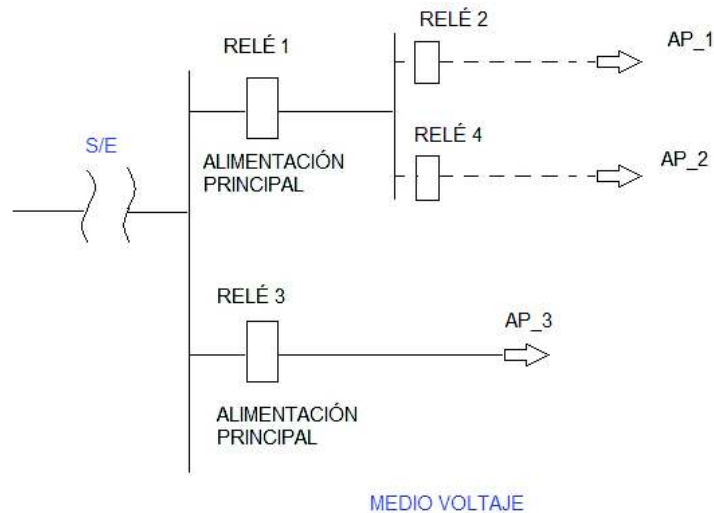 RELÉ 1
RELÉ 2
AP_1
S/E
ALIMENTACIÓN
PRINCIPAL
RELÉ 4
AP_2
RELÉ 3
AP_3
ALIMENTACIÓN
PRINCIPAL
MEDIO VOLTAJE